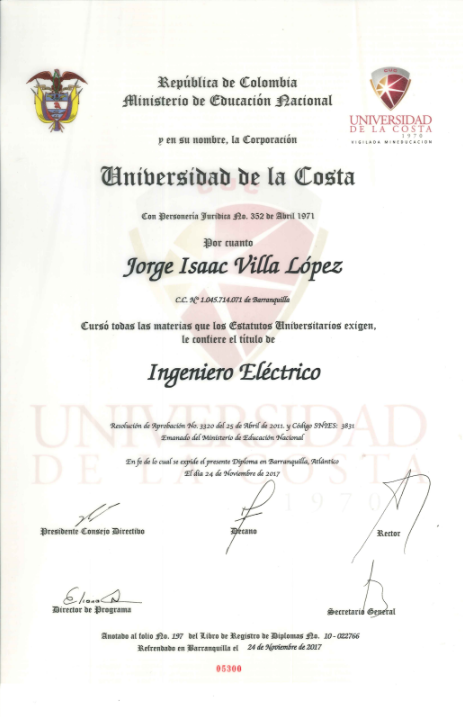 República de Colombia
Ministerio de Educación Nacional
UNIVERSIDAD
DE LA COSTA
1970
VIGILADA MINEDUCACIÓN
y en su nombre, la Corporación
Universidad de la Costa
Con Personería Jurídica No. 352 de Abril 1971
Por cuanto
Jorge Isaac Villa López
C.C. Nº 1.045.714.071 de Barranquilla
Cursó todas las materias que los Estatutos Universitarios exigen,
le confiere el título de
Ingeniero Eléctrico
UNIVERSIDAD
DE LA COSTA
1970
Resolución de Aprobación No. 3320 del 25 de Abril de 2011. y Código SNIES: 3831
Emanado del Ministerio de Educación Nacional
En fe de lo cual se expide el presente Diploma en Barranquilla, Atlántico
El día 24 de Noviembre de 2017
Presidente Consejo Directivo
Decano
Rector
Director de Programa
Secretario General
Anotado al folio No. 197 del Libro de Registro de Diplomas No. 10 - 022766
Refrendado en Barranquilla el 24 de Noviembre de 2017
05300